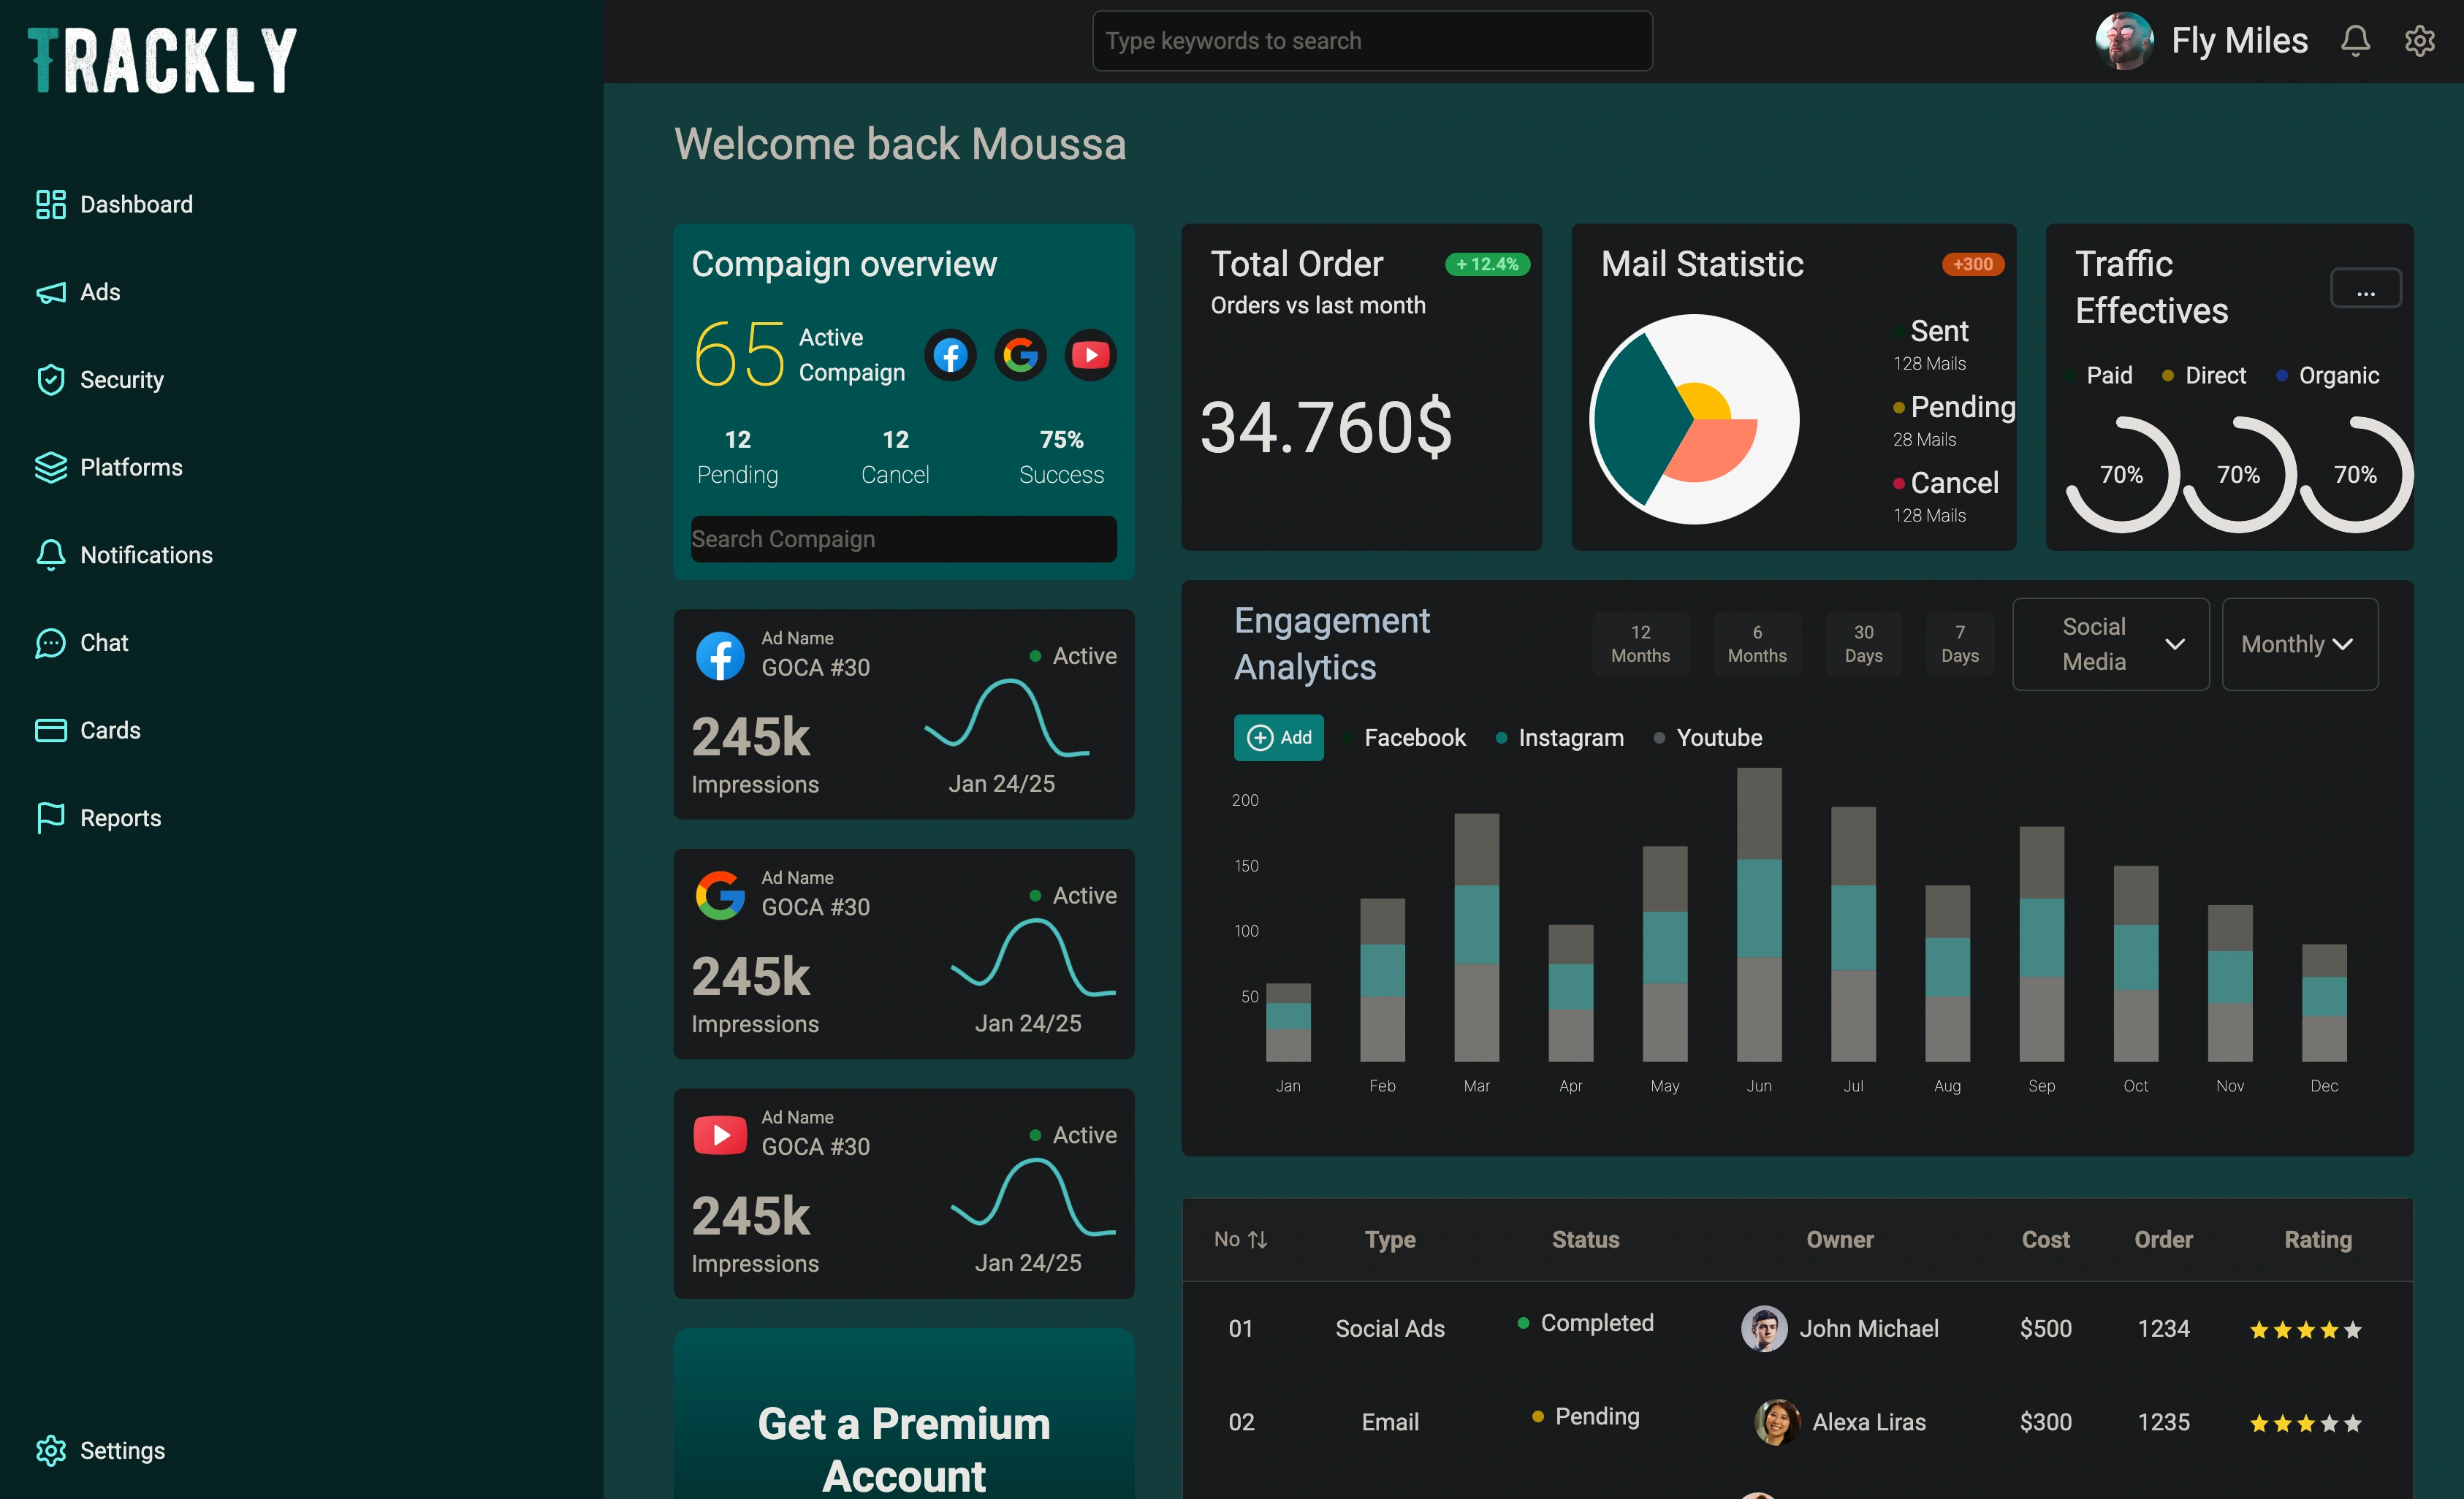 TRACKLY
Dashboard
Ads
Security
Platforms
Notifications
Chat
Cards
Reports
Settings
Type keywords to search
Fly Miles
Welcome back Moussa
Compaign overview
65
Active
Compaign
12
Pending
12
Cancel
75%
Success
Search Compaign
Total Order
+ 12.4%
Orders vs last month
34.760$
Mail Statistic
+300
Sent
128 Mails
Pending
28 Mails
Cancel
128 Mails
Traffic
Effectives
...
Paid
Direct
Organic
70%
70%
70%
Ad Name
GOCA #30
Active
245k
Impressions
Jan 24/25
Ad Name
GOCA #30
Active
245k
Impressions
Jan 24/25
Ad Name
GOCA #30
Active
245k
Impressions
Jan 24/25
Get a Premium
Account
Engagement
Analytics
12
Months
6
Months
30
Days
7
Days
Social
Media
Monthly
Add
Facebook
Instagram
Youtube
200
150
100
50
Jan Feb Mar Apr May Jun Jul Aug Sep Oct Nov Dec
No Type Status Owner Cost Order Rating
01 Social Ads Completed John Michael $500 1234
02 Email Pending Alexa Liras $300 1235